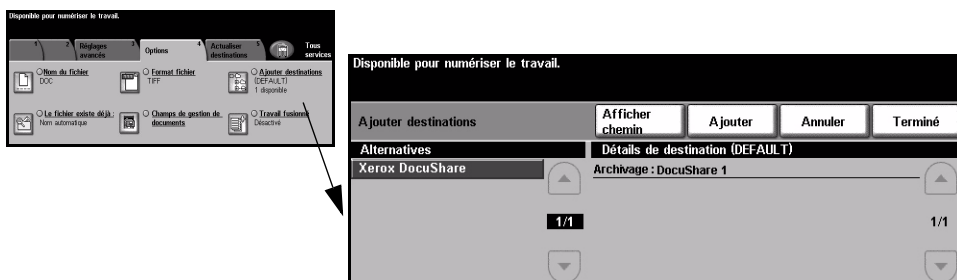 Disponible pour numériser le travail.
1 2 Réglages avancés 3 Options 4 Actualiser destinations 5 Tous services
Nom du fichier
DOC
Format fichier
TIFF
Ajouter destinations
(DEFAULT)
1 disponible
Le fichier existe déjà :
Nom automatique
Champs de gestion de
documents
Travail fusionné
Désactivé
Disponible pour numériser le travail.
Ajouter destinations
Afficher
chemin
Ajouter
Annuler
Terminé
Alternatives
Détails de destination (DEFAULT)
Xerox DocuShare
Archivage : DocuShare 1
1/1
1/1